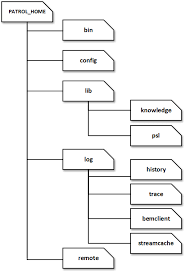 PATROL_HOME
bin
config
lib
knowledge
psl
log
history
trace
bemclient
streamcache
remote